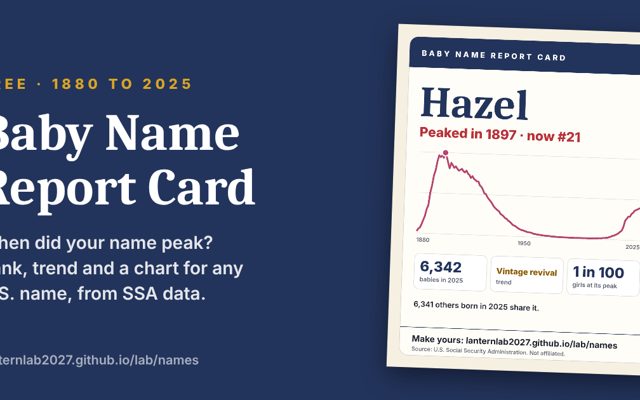 REE · 1880 TO 2025
Baby Name
Report Card
hen did your name peak?
ank, trend and a chart for any
S. name, from SSA data.
nternlab2027.github.io/lab/names
BABY NAME REPORT CARD
Hazel
Peaked in 1897 · now #21
1880
1950
2025
6,342
babies in 2025
Vintage revival
trend
1 in 100
girls at its peak
6,341 others born in 2025 share it.
Make yours: lanternlab2027.github.io/lab/names
Source: U.S. Social Security Administration. Not affiliated.